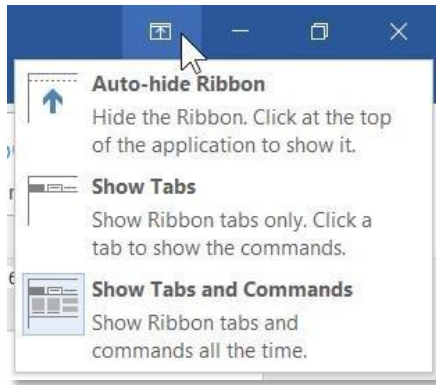 Auto-hide Ribbon
Hide the Ribbon. Click at the top
of the application to show it.
Show Tabs
Show Ribbon tabs only. Click a
tab to show the commands.
Show Tabs and Commands
Show Ribbon tabs and
commands all the time.